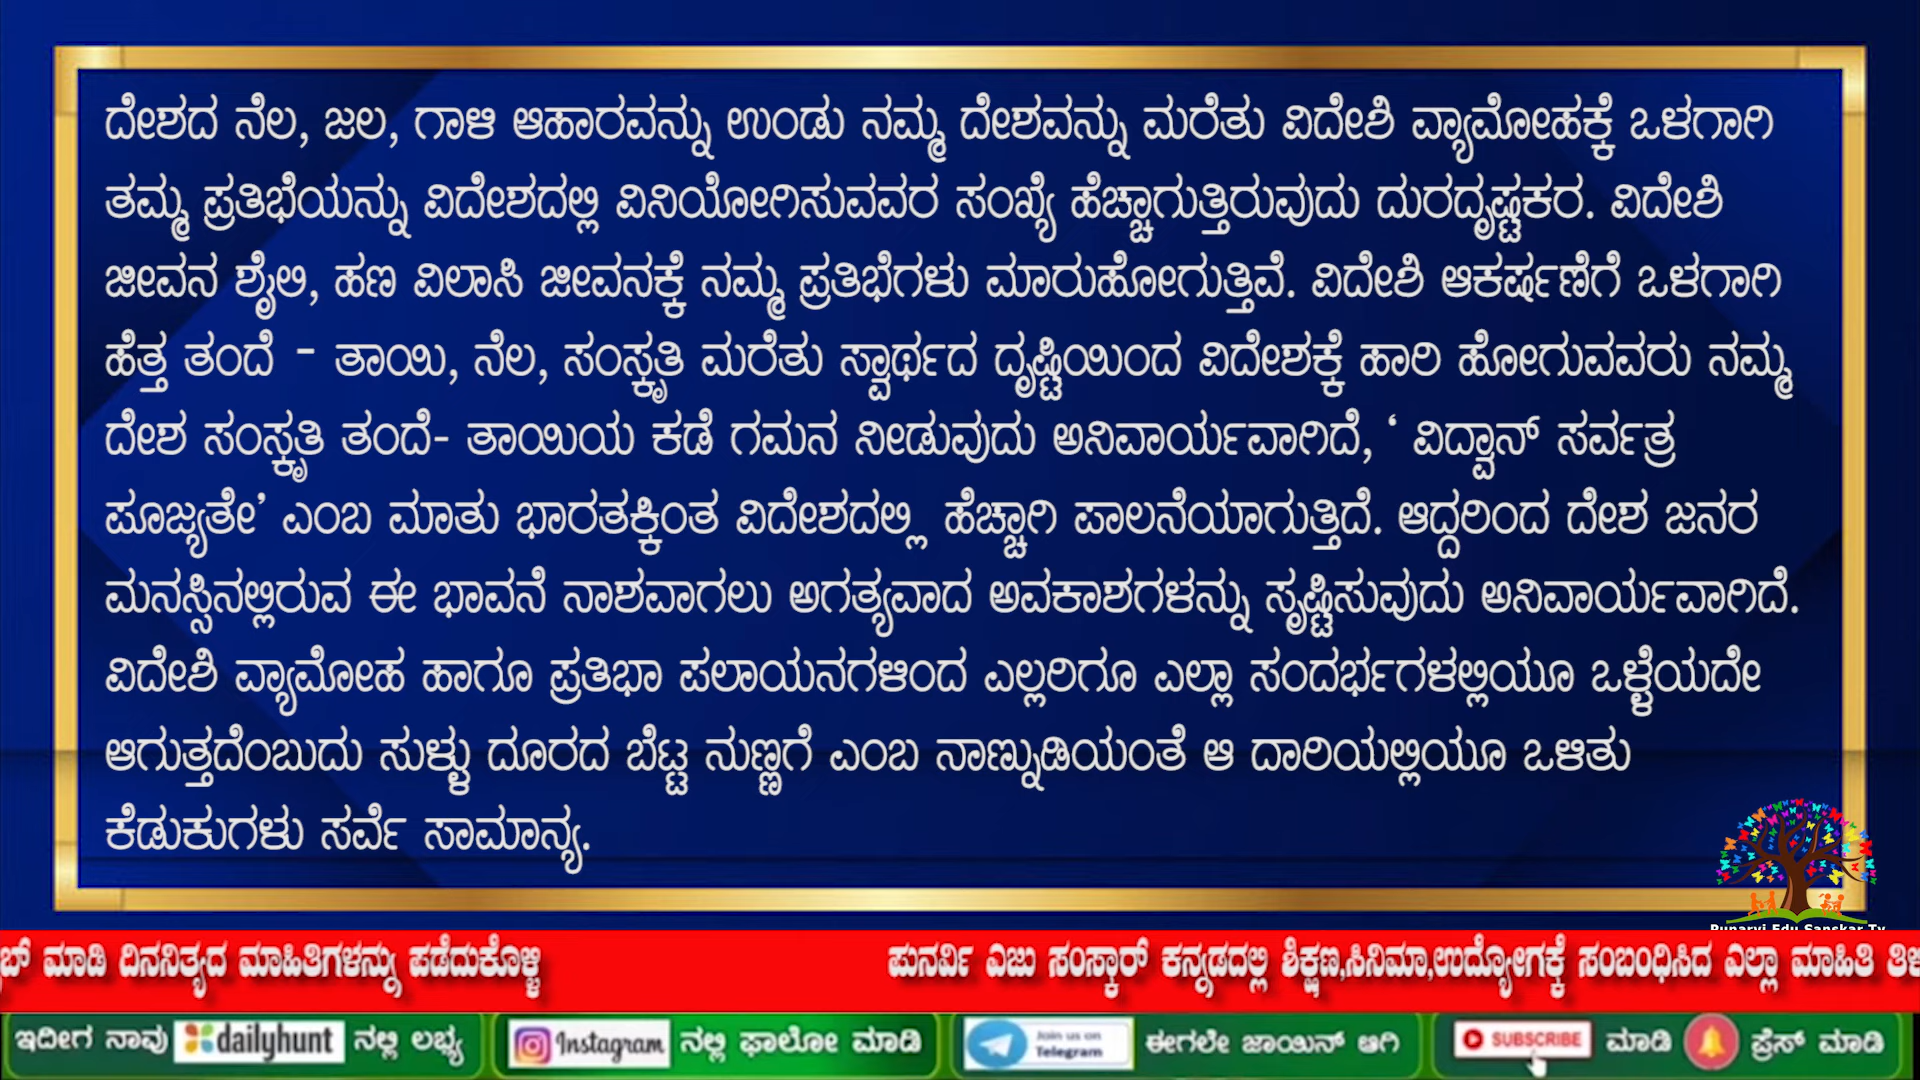 ದೇಶದ ನೆಲ, ಜಲ, ಗಾಳಿ ಆಹಾರವನ್ನು ಉಂಡು ನಮ್ಮ ದೇಶವನ್ನು ಮರೆತು ವಿದೇಶಿ ವ್ಯಾಮೋಹಕ್ಕೆ ಒಳಗಾಗಿ
ತಮ್ಮ ಪ್ರತಿಭೆಯನ್ನು ವಿದೇಶದಲ್ಲಿ ವಿನಿಯೋಗಿಸುವವರ ಸಂಖ್ಯೆ ಹೆಚ್ಚಾಗುತ್ತಿರುವುದು ದುರದೃಷ್ಟಕರ. ವಿದೇಶಿ
ಜೀವನ ಶೈಲಿ, ಹಣ ವಿಲಾಸಿ ಜೀವನಕ್ಕೆ ನಮ್ಮ ಪ್ರತಿಭೆಗಳು ಮಾರುಹೋಗುತ್ತಿವೆ. ವಿದೇಶಿ ಆಕರ್ಷಣೆಗೆ ಒಳಗಾಗಿ
ಹೆತ್ತ ತಂದೆ - ತಾಯಿ, ನೆಲ, ಸಂಸ್ಕೃತಿ ಮರೆತು ಸ್ವಾರ್ಥದ ದೃಷ್ಟಿಯಿಂದ ವಿದೇಶಕ್ಕೆ ಹಾರಿ ಹೋಗುವವರು ನಮ್ಮ
ದೇಶ ಸಂಸ್ಕೃತಿ ತಂದೆ- ತಾಯಿಯ ಕಡೆ ಗಮನ ನೀಡುವುದು ಅನಿವಾರ್ಯವಾಗಿದೆ, ‘ ವಿದ್ವಾನ್ ಸರ್ವತ್ರ
ಪೂಜ್ಯತೇ’ ಎಂಬ ಮಾತು ಭಾರತಕ್ಕಿಂತ ವಿದೇಶದಲ್ಲಿ ಹೆಚ್ಚಾಗಿ ಪಾಲನೆಯಾಗುತ್ತಿದೆ. ಆದ್ದರಿಂದ ದೇಶ ಜನರ
ಮನಸ್ಸಿನಲ್ಲಿರುವ ಈ ಭಾವನೆ ನಾಶವಾಗಲು ಅಗತ್ಯವಾದ ಅವಕಾಶಗಳನ್ನು ಸೃಷ್ಟಿಸುವುದು ಅನಿವಾರ್ಯವಾಗಿದೆ.
ವಿದೇಶಿ ವ್ಯಾಮೋಹ ಹಾಗೂ ಪ್ರತಿಭಾ ಪಲಾಯನಗಳಿಂದ ಎಲ್ಲರಿಗೂ ಎಲ್ಲಾ ಸಂದರ್ಭಗಳಲ್ಲಿಯೂ ಒಳ್ಳೆಯದೇ
ಆಗುತ್ತದೆಂಬುದು ಸುಳ್ಳು ದೂರದ ಬೆಟ್ಟ ನುಣ್ಣಗೆ ಎಂಬ ನಾಣ್ನುಡಿಯಂತೆ ಆ ದಾರಿಯಲ್ಲಿಯೂ ಒಳಿತು
ಕೆಡುಕುಗಳು ಸರ್ವೆ ಸಾಮಾನ್ಯ.
Punarvi Edu Sanskar Tv
ಮಾಡಿ ದಿನನಿತ್ಯದ ಮಾಹಿತಿಗಳನ್ನು ಪಡೆದುಕೊಳ್ಳಿ ಪುನರ್ವಿ ಎಜು ಸಂಸ್ಕಾರ್ ಕನ್ನಡದಲ್ಲಿ ಶಿಕ್ಷಣ,ಸಿನಿಮಾ,ಉದ್ಯೋಗಕ್ಕೆ ಸಂಬಂಧಿಸಿದ ಎಲ್ಲಾ ಮಾಹಿತಿ
ಇದೀಗ ನಾವು dailyhunt ನಲ್ಲಿ ಲಭ್ಯ Instagram ನಲ್ಲಿ ಫಾಲೋ ಮಾಡಿ Join us on Telegram ಈಗಲೇ ಜಾಯಿನ್ ಆಗಿ SUBSCRIBE ಮಾಡಿ ಪ್ರೆಸ್ ಮಾಡಿ